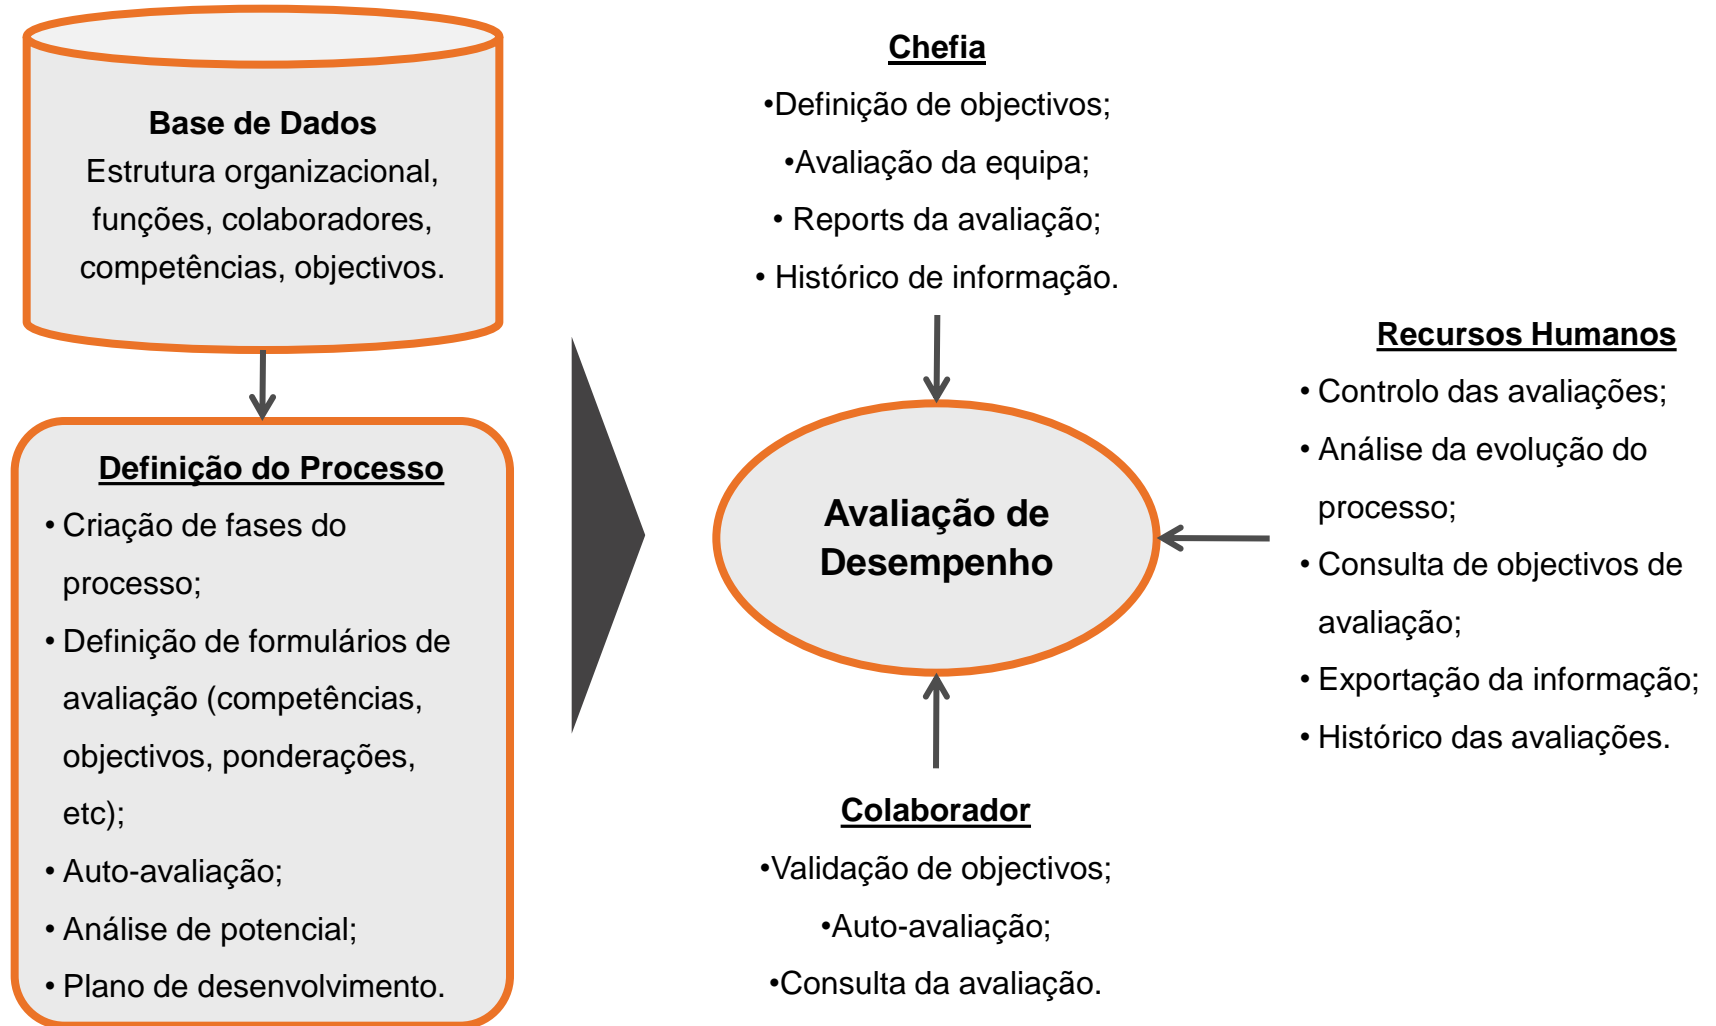 Base de Dados
Estrutura organizacional,
funções, colaboradores,
competências, objectivos.
Definição do Processo
• Criação de fases do
processo;
• Definição de formulários de
avaliação (competências,
objectivos, ponderações,
etc);
• Auto-avaliação;
• Análise de potencial;
• Plano de desenvolvimento.
Chefia
•Definição de objectivos;
•Avaliação da equipa;
• Reports da avaliação;
• Histórico de informação.
Avaliação de
Desempenho
Colaborador
•Validação de objectivos;
•Auto-avaliação;
•Consulta da avaliação.
Recursos Humanos
• Controlo das avaliações;
• Análise da evolução do
processo;
• Consulta de objectivos de
avaliação;
• Exportação da informação;
• Histórico das avaliações.